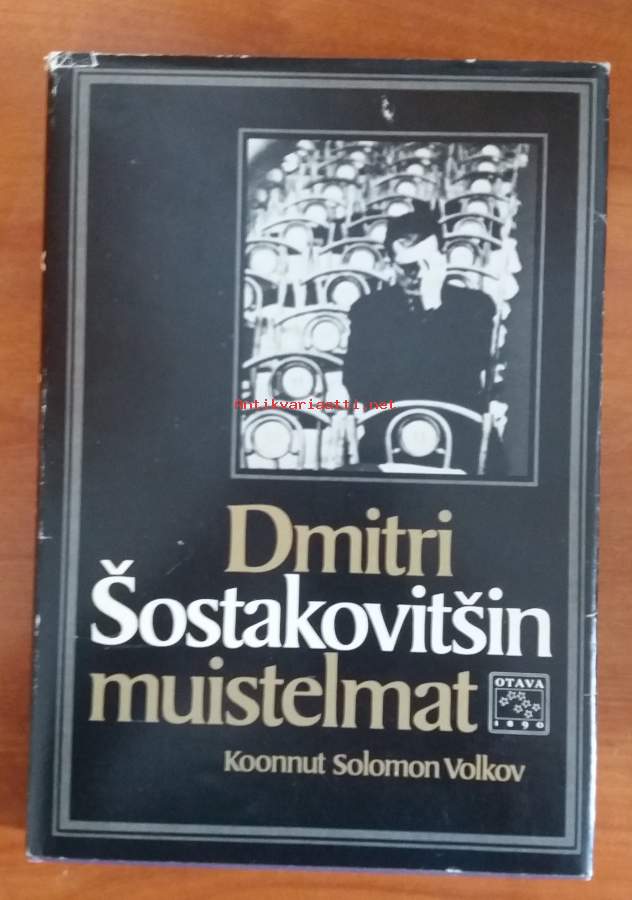 Antikvariaatti.net
Dmitri
Šostakovitšin
muistelmat
OTAVA
1890
Koonnut Solomon Volkov